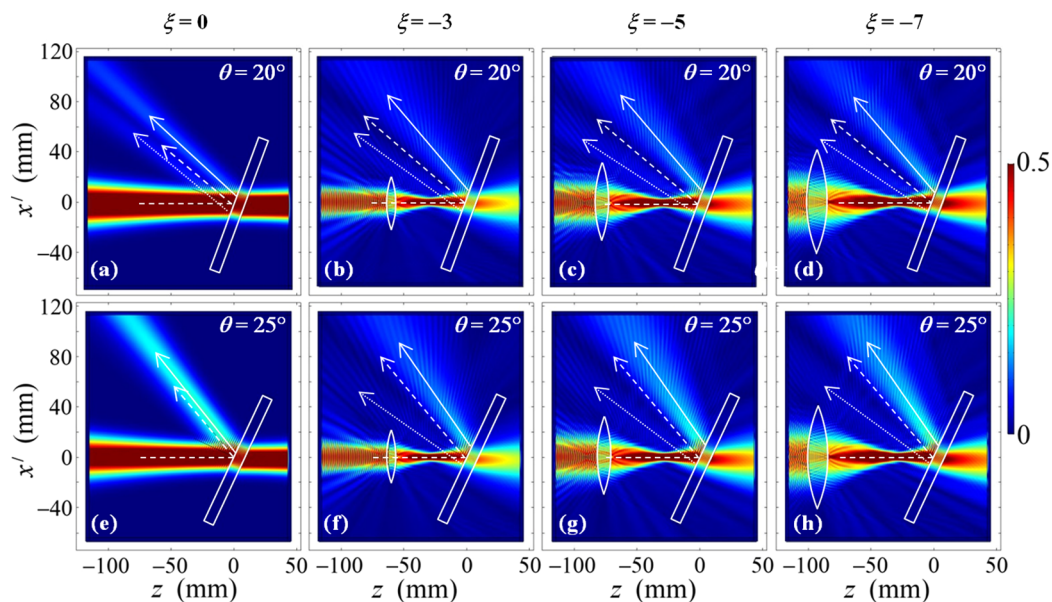 ξ = 0 ξ = −3 ξ = −5 ξ = −7
120
80
40
0
−40
x′ (mm)
θ = 20° θ = 20° θ = 20° θ = 20°
(a) (b) (c) (d)
0.5
0
120
80
40
0
−40
x′ (mm)
θ = 25° θ = 25° θ = 25° θ = 25°
(e) (f) (g) (h)
−100 −50 0 50 −100 −50 0 50 −100 −50 0 50 −100 −50 0 50
z (mm) z (mm) z (mm) z (mm)